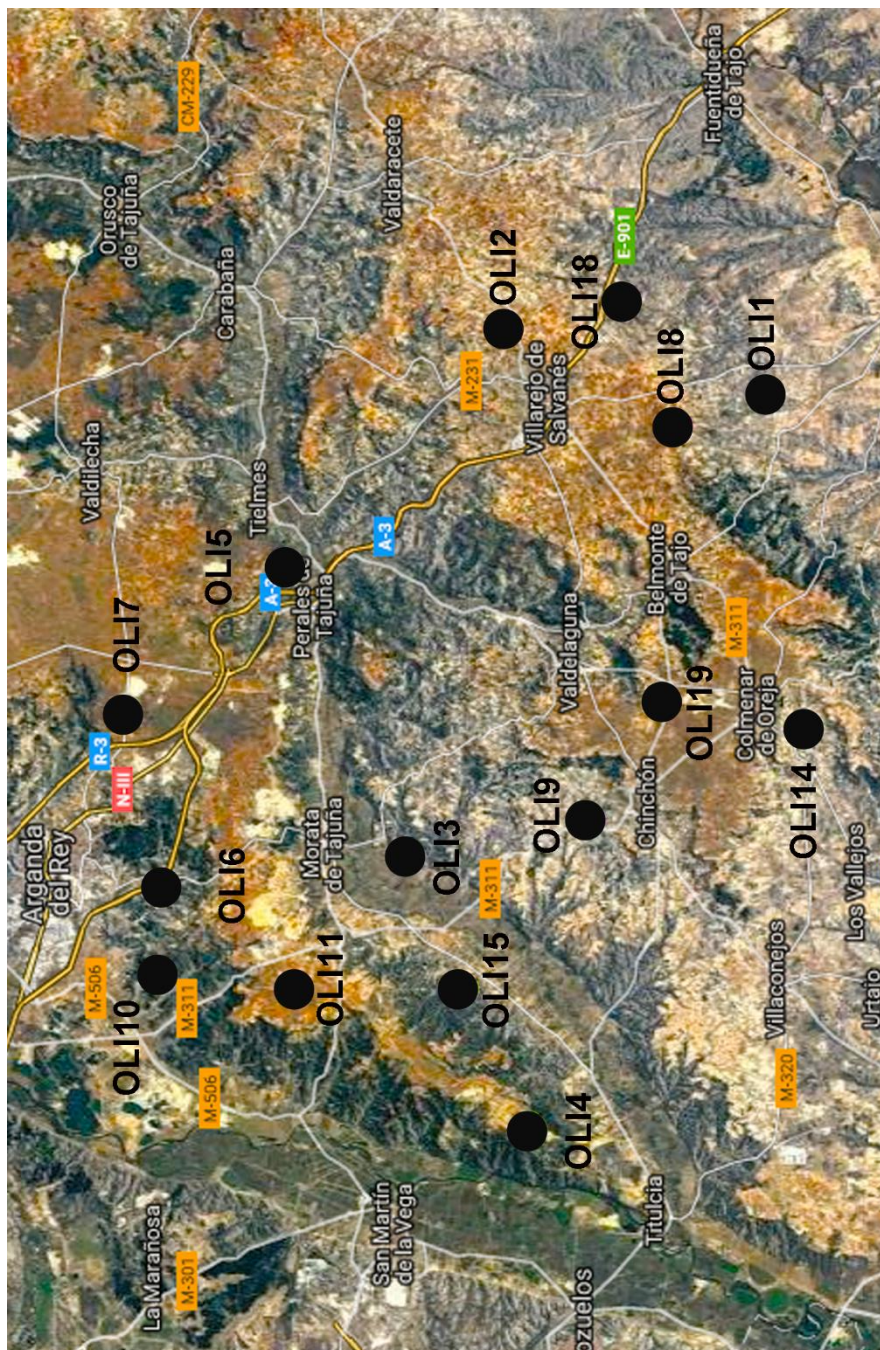 Arganda
del Rey
Valdilecha
M-506
R-3
Orusco
de Tajuña
OLI10
N-III
OLI7
La Marañosa
M-301
M-311
CM-229
M-506
OLI6
OLI5
Carabaña
Tielmes
A-3
Morata
de Tajuña
Perales de
Tajuña
OLI11
San Martín
de la Vega
A-3
Valdaracete
OLI3
M-231
OLI15
M-311
OLI2
Villarejo de
Salvanés
OLI9
OLI4
Valdelaguna
OLI18
ozuelos
E-901
Titulcia
Chinchón
Belmonte
de Tajo
OLI8
OLI19
Fuentidueña
de Tajo
M-311
Colmenar
de Oreja
OLI1
Villaconejos
M-320
OLI14
Los Vallejos
Urtajo